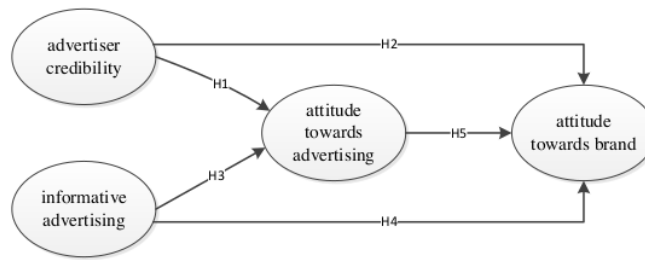 advertiser
credibility
H2
H1
attitude
towards
advertising
H5
attitude
towards brand
H3
informative
advertising
H4